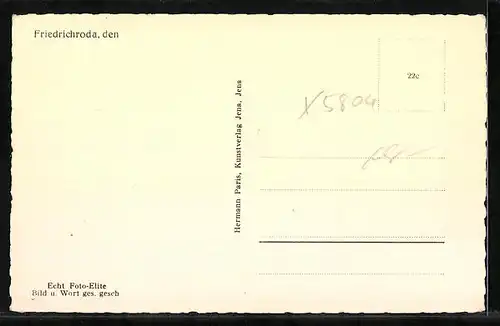 Friedrichroda, den
22c
X5804
Hermann Paris, Kunstverlag Jena, Jena
Echt Foto-Elite
Bild u. Wort ges. gesch